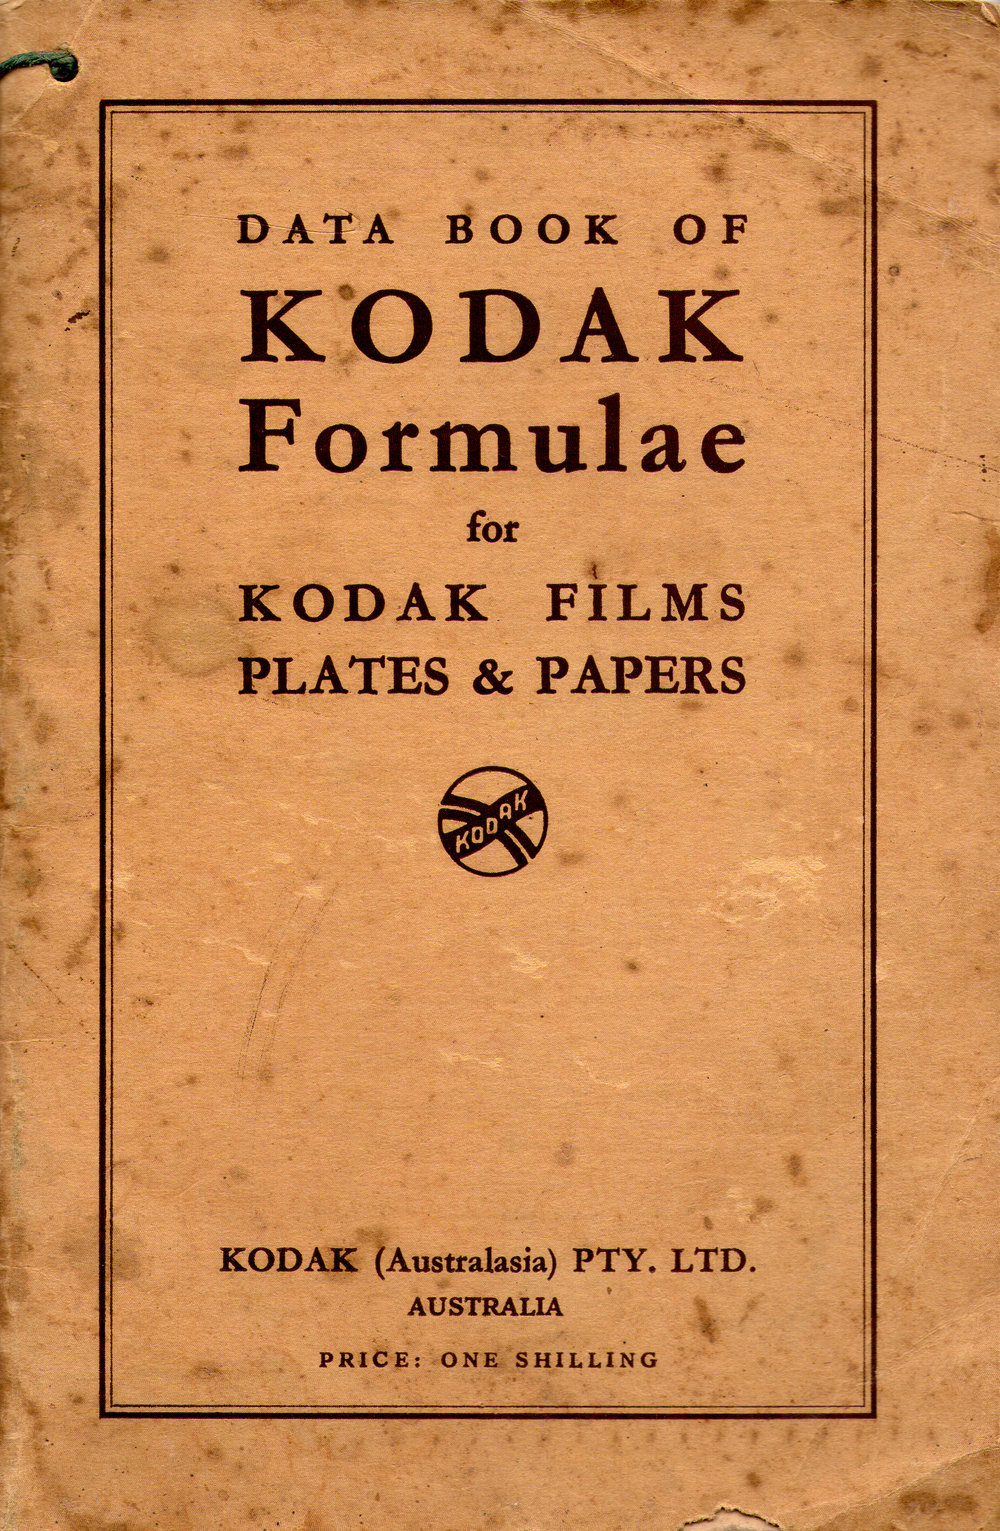 DATA BOOK OF
KODAK
Formulae
for
KODAK FILMS
PLATES & PAPERS
KODAK
KODAK (Australasia) PTY. LTD.
AUSTRALIA
PRICE: ONE SHILLING